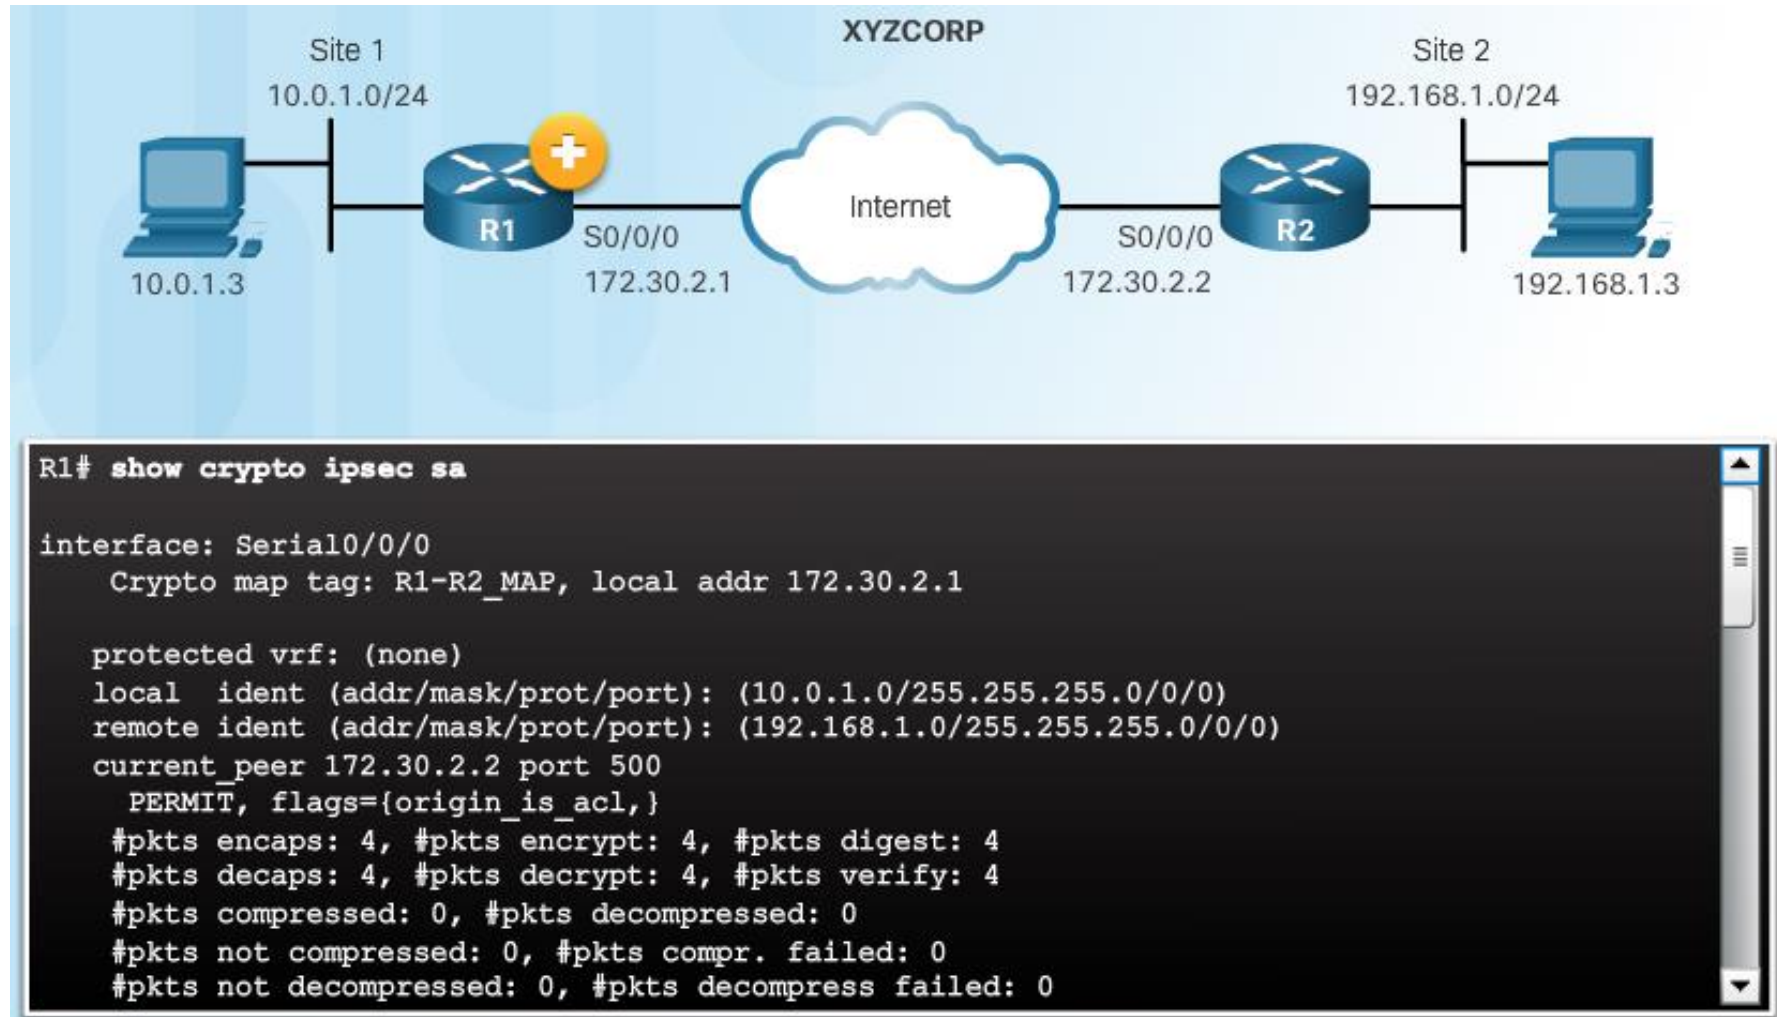 XYZCORP
Site 1
10.0.1.0/24
Site 2
192.168.1.0/24
Internet
R1
S0/0/0
172.30.2.1
S0/0/0
172.30.2.2
R2
10.0.1.3
192.168.1.3
R1# show crypto ipsec sa
interface: Serial0/0/0
Crypto map tag: R1-R2_MAP, local addr 172.30.2.1
protected vrf: (none)
local  ident (addr/mask/prot/port): (10.0.1.0/255.255.255.0/0/0)
remote ident (addr/mask/prot/port): (192.168.1.0/255.255.255.0/0/0)
current_peer 172.30.2.2 port 500
PERMIT, flags={origin_is_acl,}
#pkts encaps: 4, #pkts encrypt: 4, #pkts digest: 4
#pkts decaps: 4, #pkts decrypt: 4, #pkts verify: 4
#pkts compressed: 0, #pkts decompressed: 0
#pkts not compressed: 0, #pkts compr. failed: 0
#pkts not decompressed: 0, #pkts decompress failed: 0